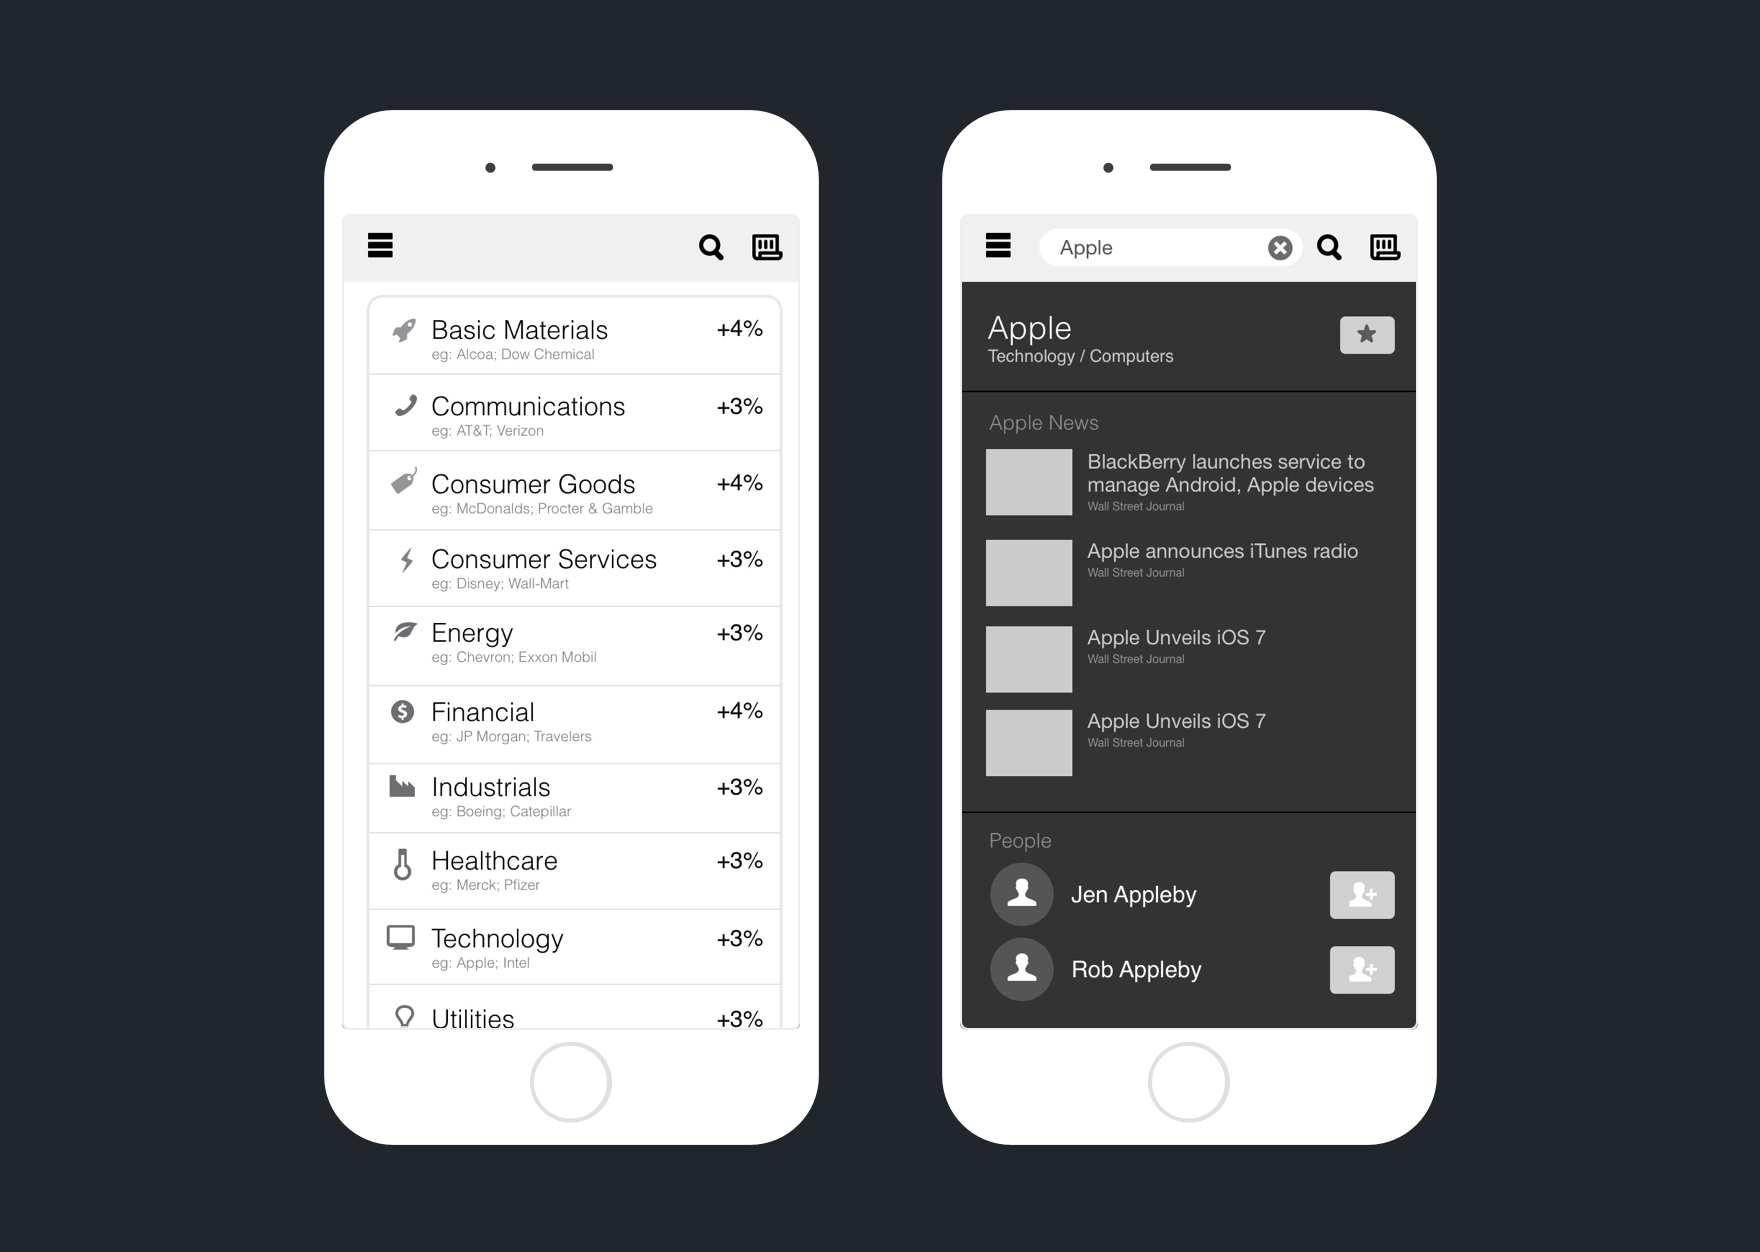 Basic Materials
+4%
eg: Alcoa; Dow Chemical
Communications
+3%
eg: AT&T; Verizon
Consumer Goods
+4%
eg: McDonalds; Procter & Gamble
Consumer Services
+3%
eg: Disney; Wall-Mart
Energy
+3%
eg: Chevron; Exxon Mobil
Financial
+4%
eg: JP Morgan; Travelers
Industrials
+3%
eg: Boeing; Catepillar
Healthcare
+3%
eg: Merck; Pfizer
Technology
+3%
eg: Apple; Intel
Utilities
+3%
Apple
Apple
Technology / Computers
Apple News
BlackBerry launches service to
manage Android, Apple devices
Wall Street Journal
Apple announces iTunes radio
Wall Street Journal
Apple Unveils iOS 7
Wall Street Journal
Apple Unveils iOS 7
Wall Street Journal
People
Jen Appleby
Rob Appleby